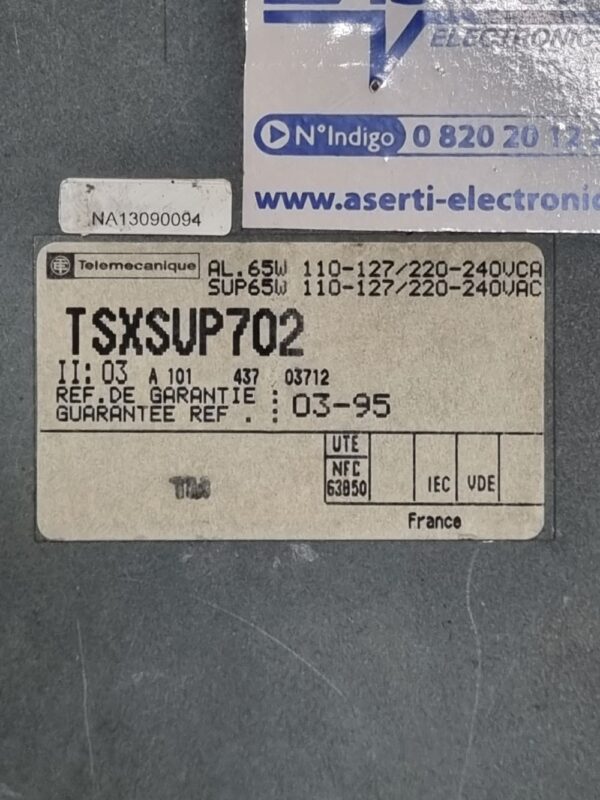 ELECTRONIC
N°Indigo 0 820 20 12
www.aserti-electronic
NA13090094
Telemecanique AL.65W 110-127/220-240VCA
SUP65W 110-127/220-240VAC
TSXSUP702
II: 03 A 101 437 03712
REF.DE GARANTIE :
GUARANTEE REF . : 03-95
UTE
NFC
63850 IEC VDE
France